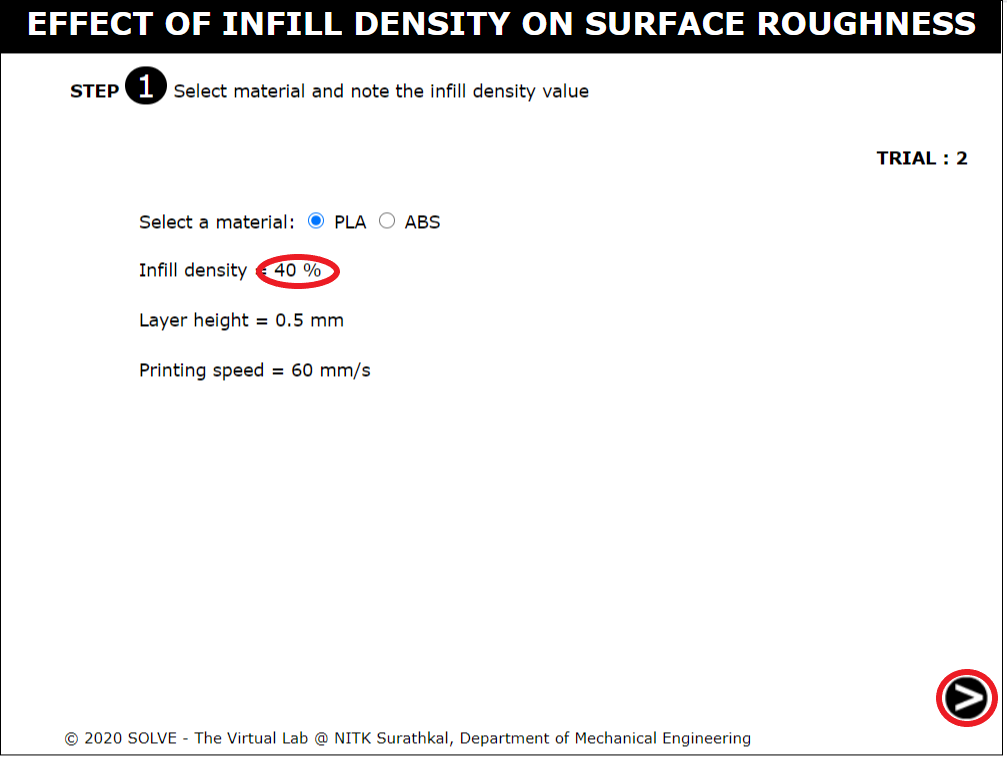 EFFECT OF INFILL DENSITY ON SURFACE ROUGHNESS
STEP 1 Select material and note the infill density value
TRIAL : 2
Select a material: PLA ABS
Infill density = 40 %
Layer height = 0.5 mm
Printing speed = 60 mm/s
>
© 2020 SOLVE - The Virtual Lab @ NITK Surathkal, Department of Mechanical Engineering